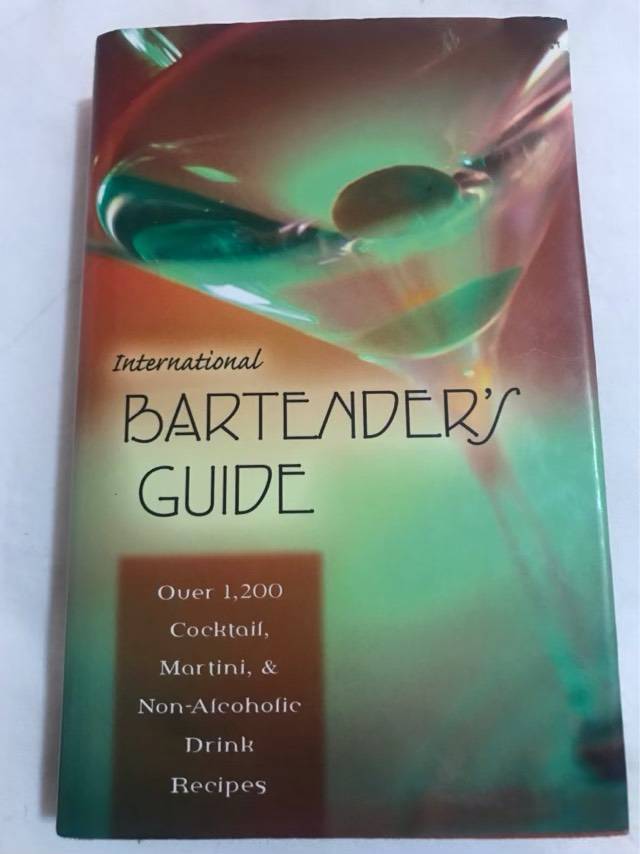 International
BARTENDER'S
GUIDE
Over 1,200
Cocktail,
Martini, &
Non-Alcoholic
Drink
Recipes